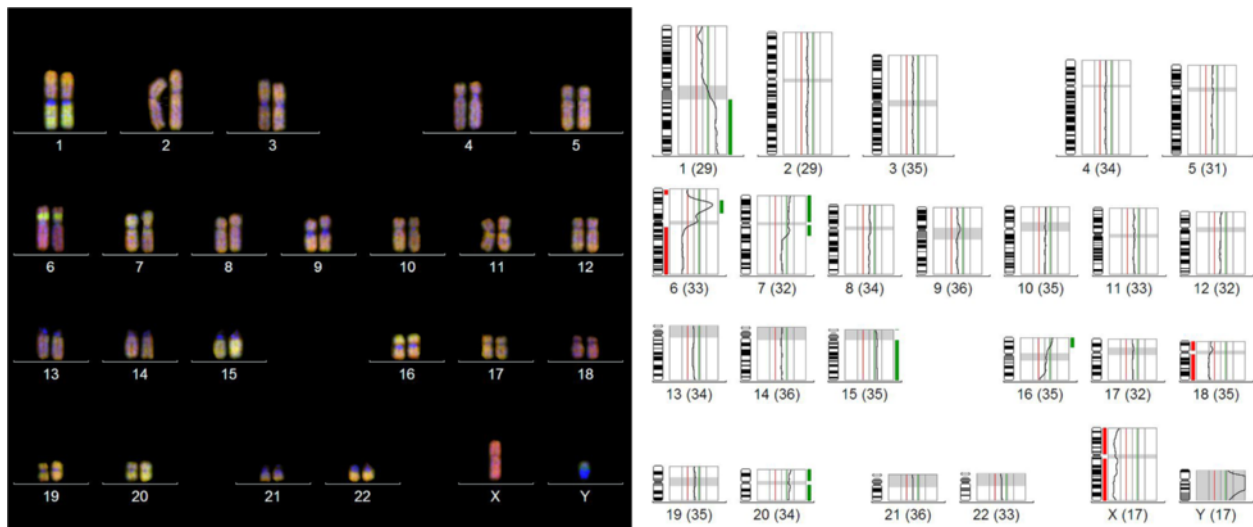 1 2 3 4 5
6 7 8 9 10 11 12
13 14 15 16 17 18
19 20 21 22 X Y
1 (29) 2 (29) 3 (35) 4 (34) 5 (31)
6 (33) 7 (32) 8 (34) 9 (36) 10 (35) 11 (33) 12 (32)
13 (34) 14 (36) 15 (35) 16 (35) 17 (32) 18 (35)
19 (35) 20 (34) 21 (36) 22 (33) X (17) Y (17)